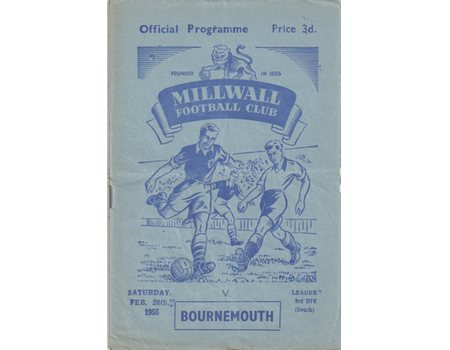 Official Programme Price 3d.
FOUNDED IN 1885
MILLWALL
FOOTBALL CLUB
SATURDAY, V. LEAGUE
FEB. 26th, 3rd DIV.
1955 (South)
BOURNEMOUTH